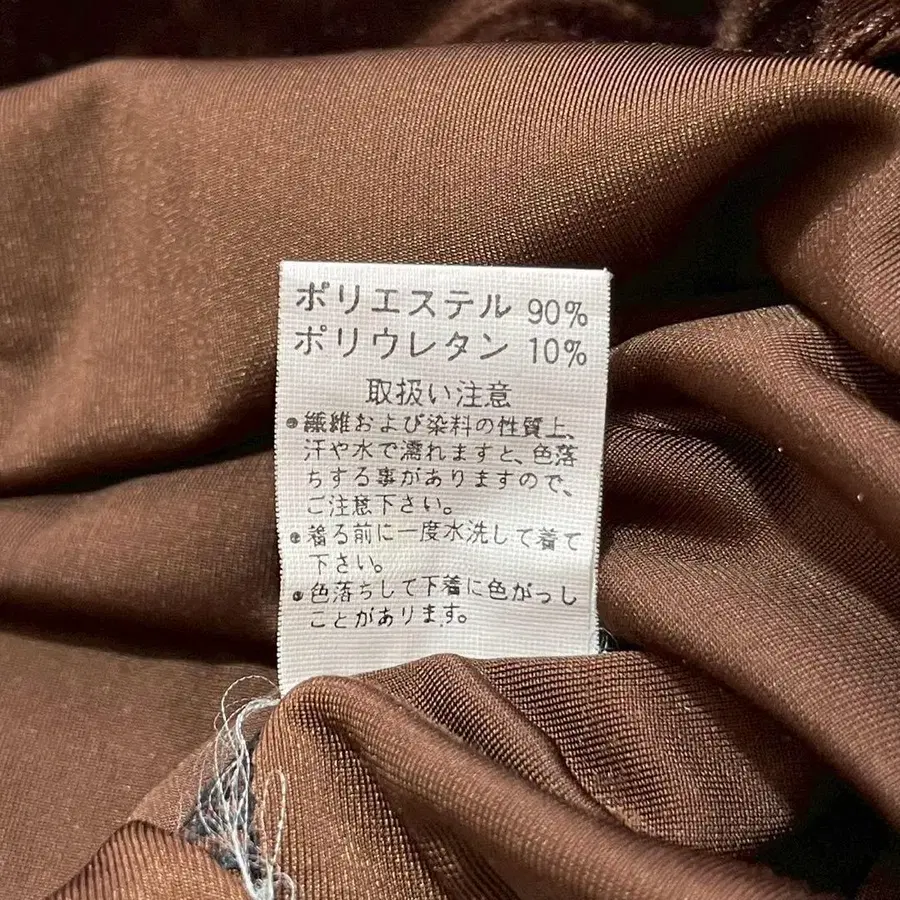 ポリエステル 90%
ポリウレタン 10%
取扱い注意
●繊維および染料の性質上、
汗や水で濡れますと、色落
ちする事がありますので、
ご注意下さい。
●着る前に一度水洗して着て
下さい。
●色落ちして下着に色がっし
ことがあります。